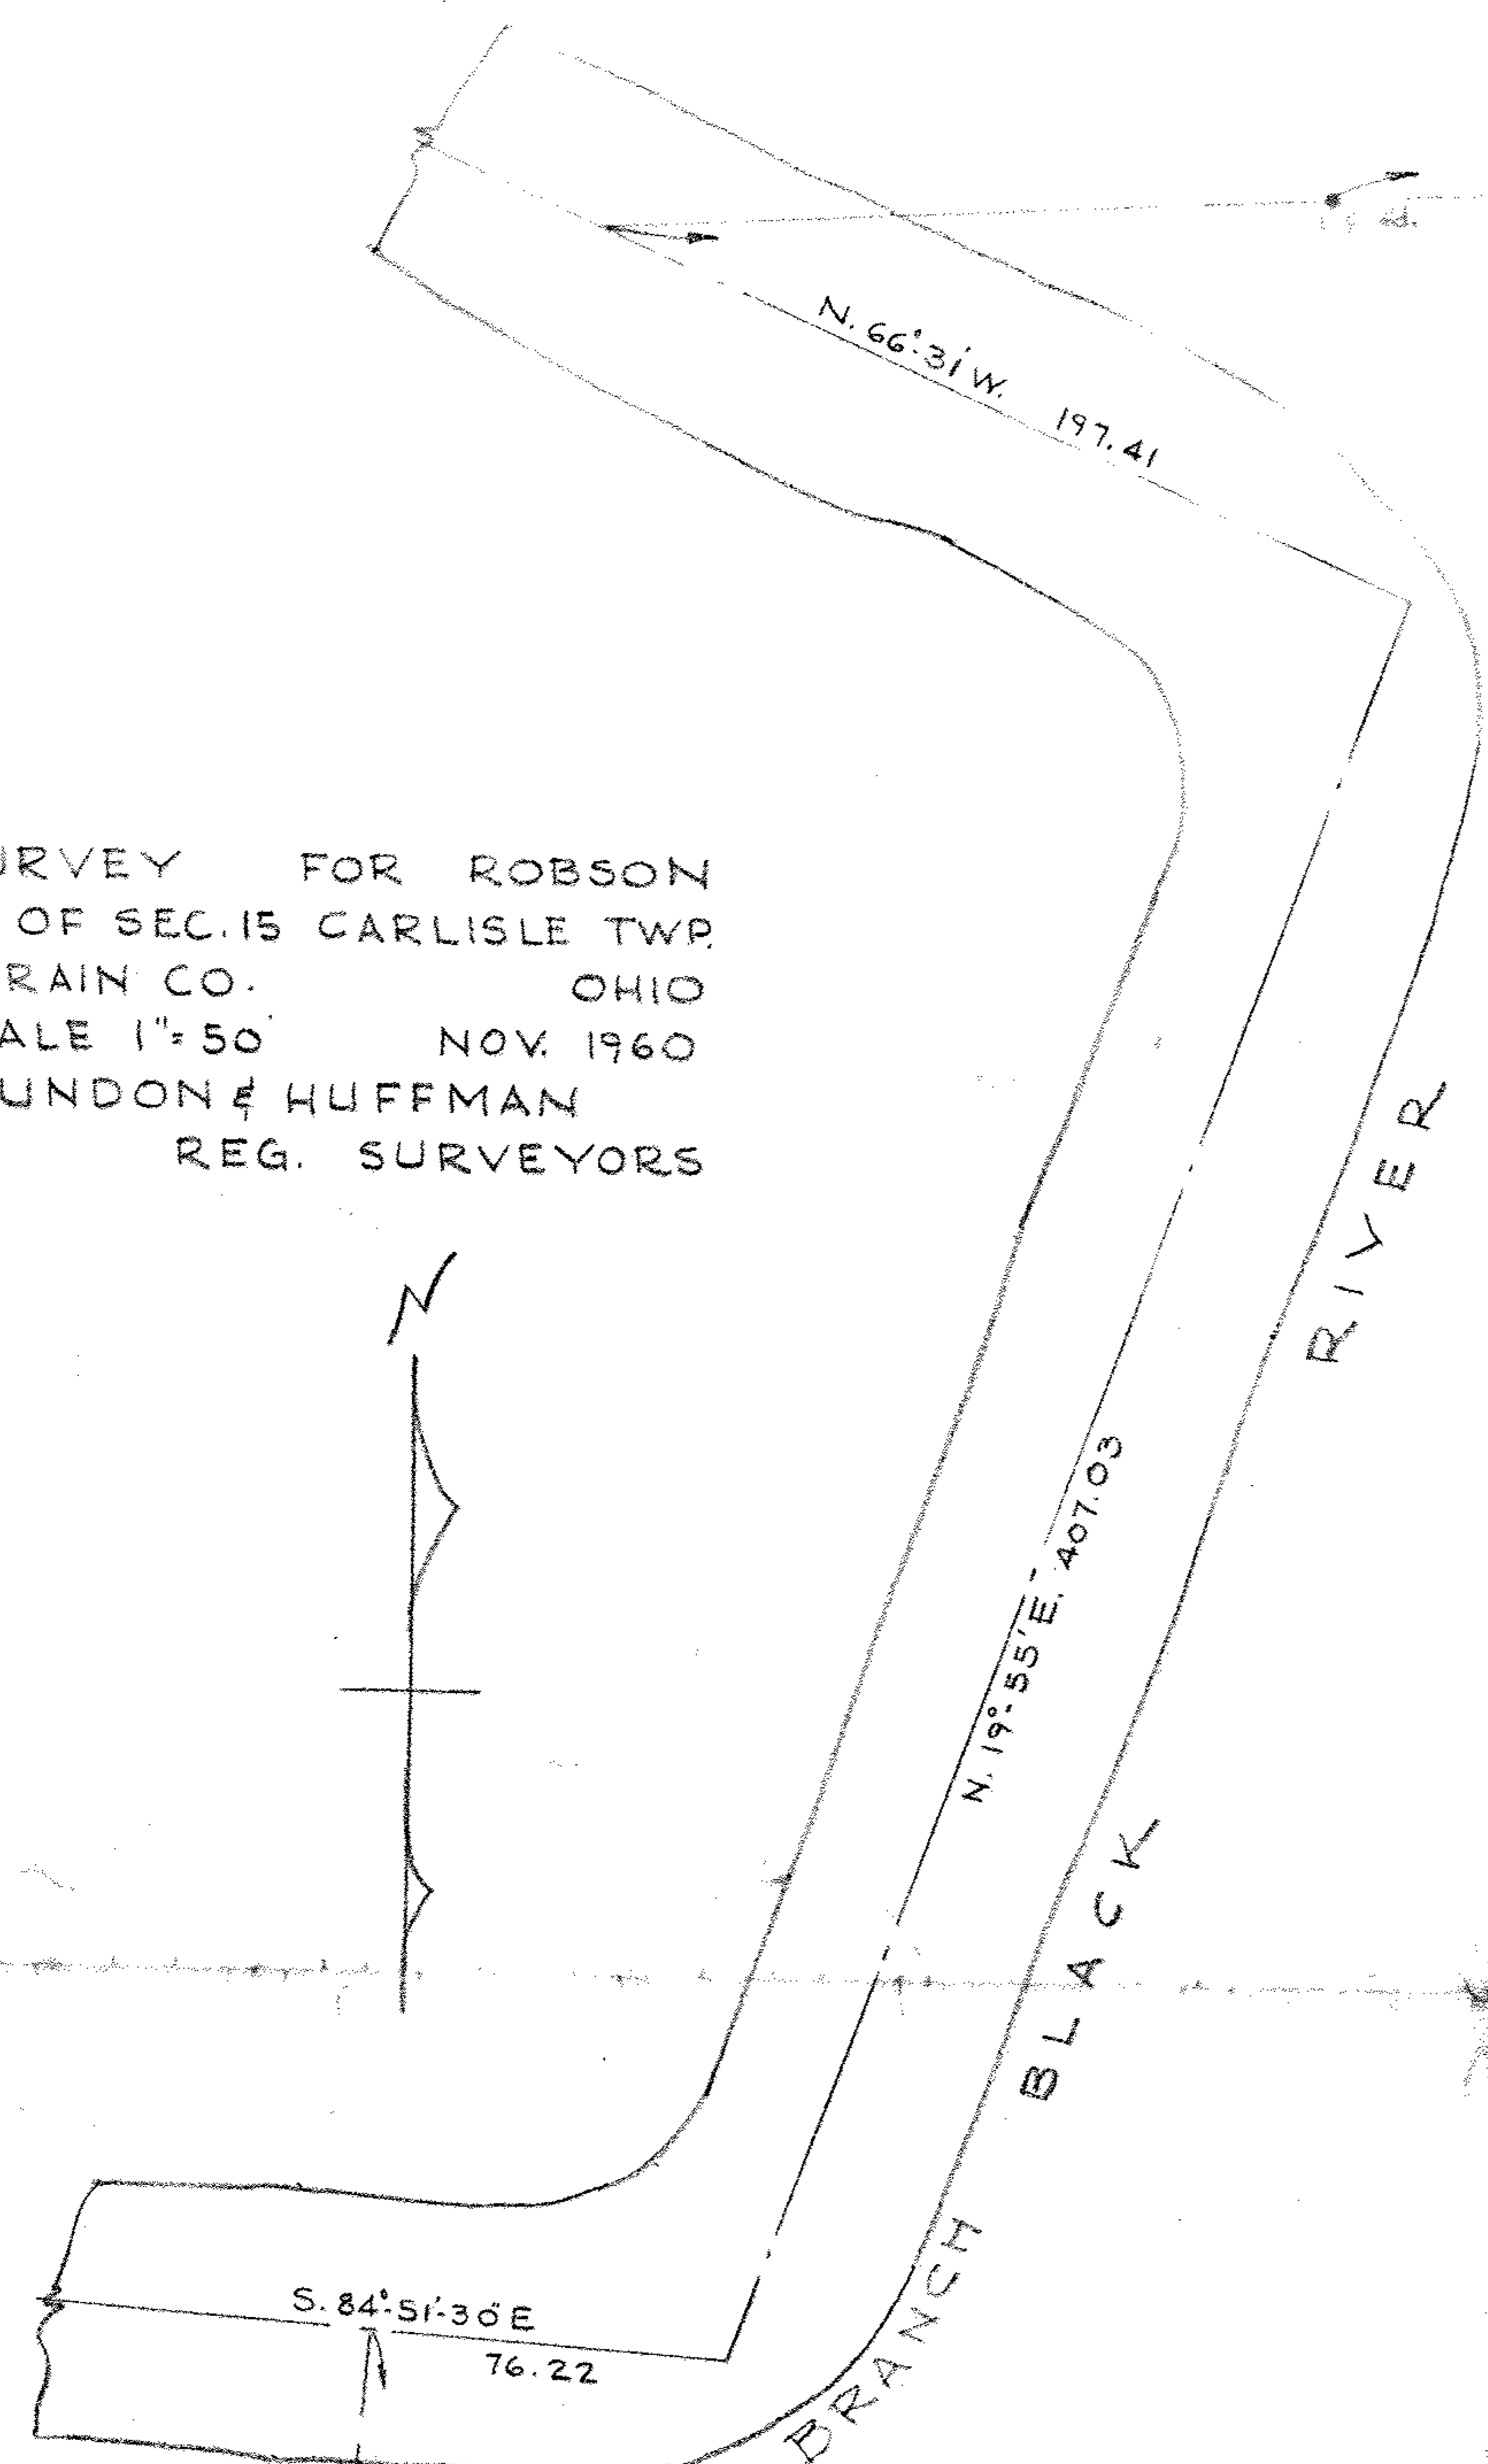 N. 66°-31' W. 197.41
URVEY FOR ROBSON
OF SEC. 15 CARLISLE TWP.
RAIN CO. OHIO
ALE 1"= 50' NOV. 1960
UNDON & HUFFMAN
REG. SURVEYORS
N
N. 19°-55' E. 407.03
S. 84°-51'-30" E
76.22
BRANCH BLACK RIVER